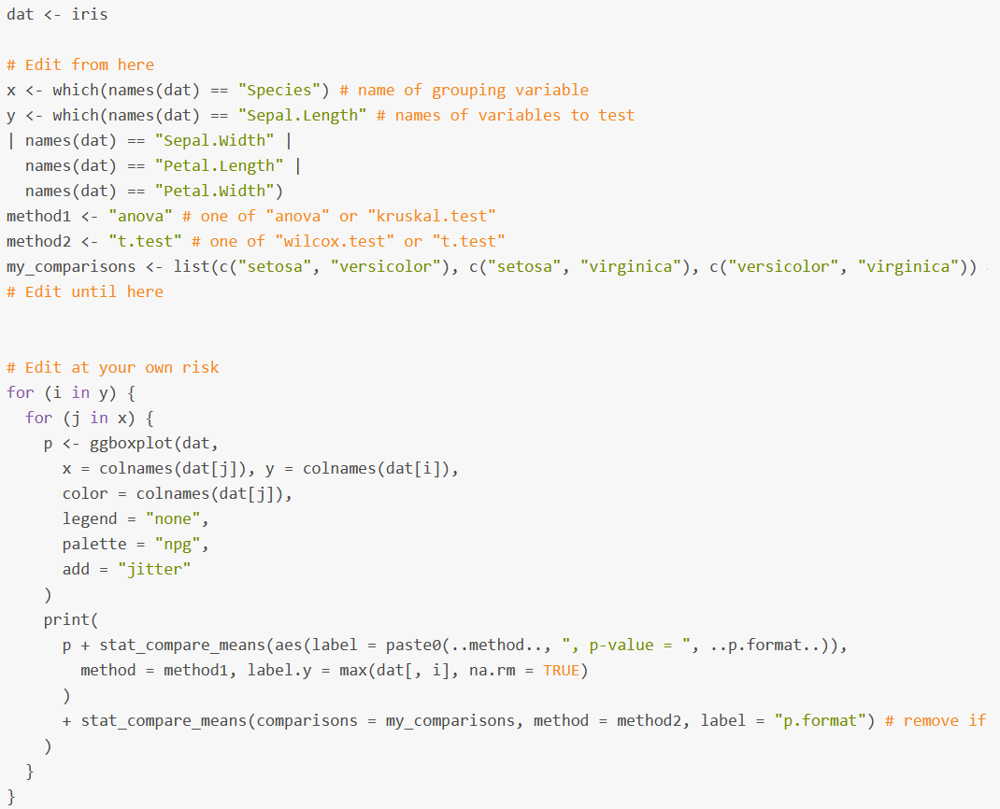 dat <- iris
# Edit from here
x <- which(names(dat) == "Species") # name of grouping variable
y <- which(names(dat) == "Sepal.Length" # names of variables to test
| names(dat) == "Sepal.Width" |
names(dat) == "Petal.Length" |
names(dat) == "Petal.Width")
method1 <- "anova" # one of "anova" or "kruskal.test"
method2 <- "t.test" # one of "wilcox.test" or "t.test"
my_comparisons <- list(c("setosa", "versicolor"), c("setosa", "virginica"), c("versicolor", "virginica"))
# Edit until here
# Edit at your own risk
for (i in y) {
for (j in x) {
p <- ggboxplot(dat,
x = colnames(dat[j]), y = colnames(dat[i]),
color = colnames(dat[j]),
legend = "none",
palette = "npg",
add = "jitter"
)
print(
p + stat_compare_means(aes(label = paste0(..method.., ", p-value = ", ..p.format..)),
method = method1, label.y = max(dat[, i], na.rm = TRUE)
)
+ stat_compare_means(comparisons = my_comparisons, method = method2, label = "p.format") # remove if
)
}
}